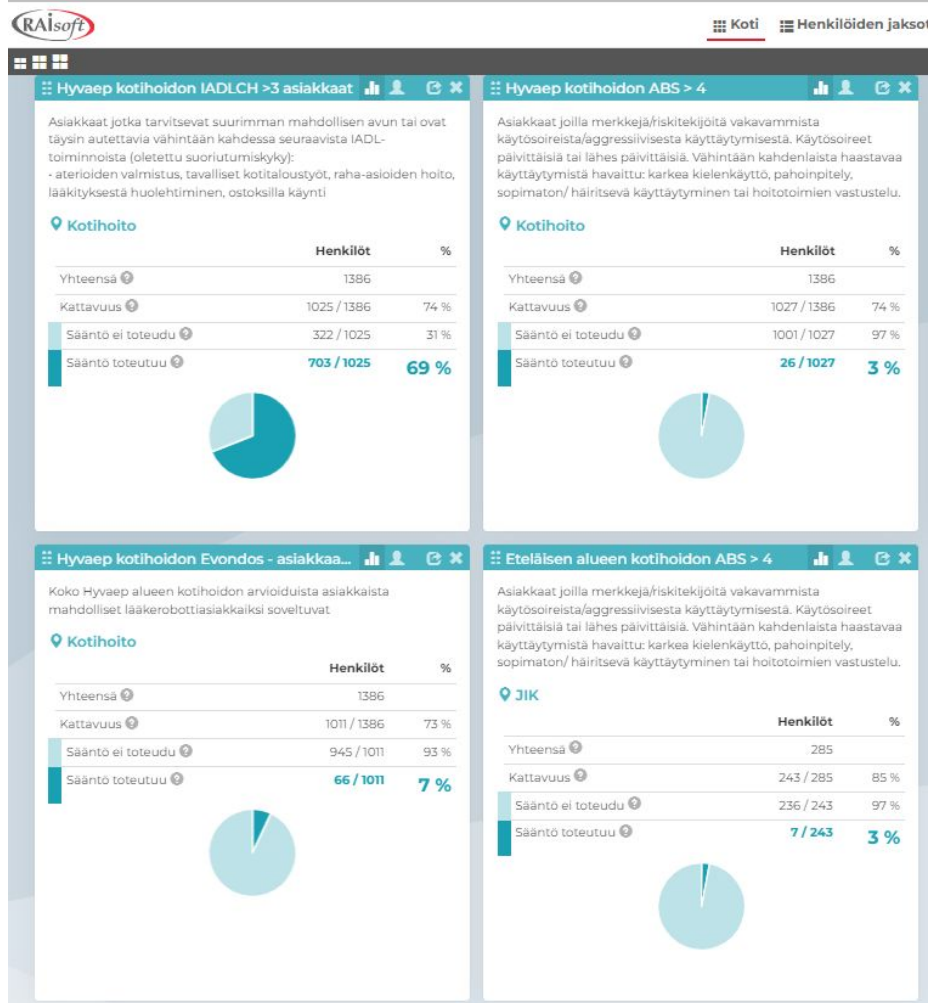 RAIsoft
Koti
Henkilöiden jaksot
Hyvaep kotihoidon IADLCH >3 asiakkaat
Asiakkaat jotka tarvitsevat suurimman mahdollisen avun tai ovat
täysin autettavia vähintään kahdessa seuraavista IADL-
toiminnoista (oletettu suoriutumiskyky):
- aterioiden valmistus, tavalliset kotitaloustyöt, raha-asioiden hoito,
lääkityksestä huolehtiminen, ostoksilla käynti
Kotihoito
Henkilöt %
Yhteensä 1386
Kattavuus 1025 / 1386 74 %
Sääntö ei toteudu 322 / 1025 31 %
Sääntö toteutuu 703 / 1025 69 %
Hyvaep kotihoidon ABS > 4
Asiakkaat joilla merkkejä/riskitekijöitä vakavammista
käytösoireista/aggressiivisesta käyttäytymisestä. Käytösoireet
päivittäisiä tai lähes päivittäisiä. Vähintään kahdenlaista haastavaa
käyttäytymistä havaittu: karkea kielenkäyttö, pahoinpitely,
sopimaton/ häiritsevä käyttäytyminen tai hoitotoimien vastustelu.
Kotihoito
Henkilöt %
Yhteensä 1386
Kattavuus 1027 / 1386 74 %
Sääntö ei toteudu 1001 / 1027 97 %
Sääntö toteutuu 26 / 1027 3 %
Hyvaep kotihoidon Evondos - asiakkaa...
Koko Hyvaep alueen kotihoidon arvioiduista asiakkaista
mahdolliset lääkerobottiasiakkaiksi soveltuvat
Kotihoito
Henkilöt %
Yhteensä 1386
Kattavuus 1011 / 1386 73 %
Sääntö ei toteudu 945 / 1011 93 %
Sääntö toteutuu 66 / 1011 7 %
Eteläisen alueen kotihoidon ABS > 4
Asiakkaat joilla merkkejä/riskitekijöitä vakavammista
käytösoireista/aggressiivisesta käyttäytymisestä. Käytösoireet
päivittäisiä tai lähes päivittäisiä. Vähintään kahdenlaista haastavaa
käyttäytymistä havaittu: karkea kielenkäyttö, pahoinpitely,
sopimaton/ häiritsevä käyttäytyminen tai hoitotoimien vastustelu.
JIK
Henkilöt %
Yhteensä 285
Kattavuus 243 / 285 85 %
Sääntö ei toteudu 236 / 243 97 %
Sääntö toteutuu 7 / 243 3 %